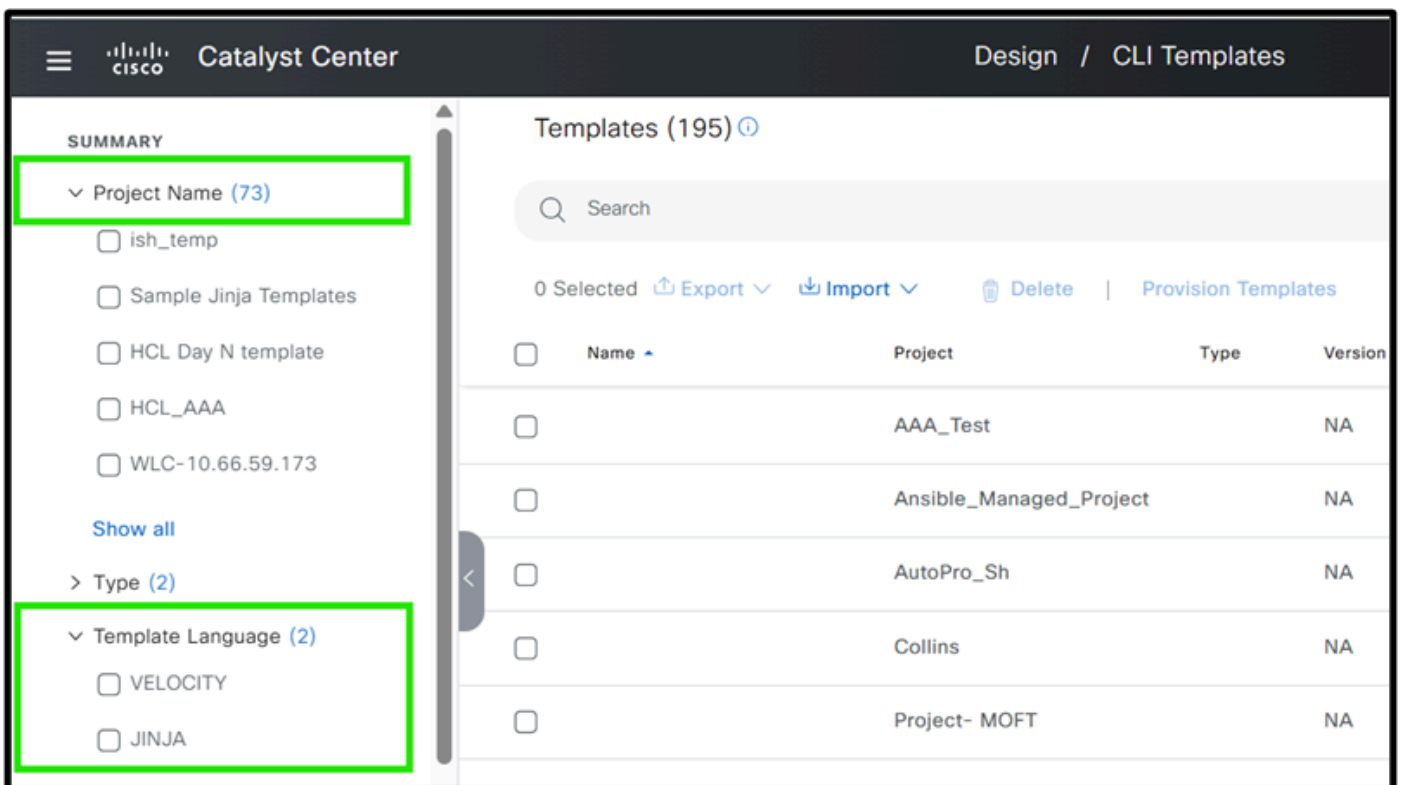 CISCO Catalyst Center
Design / CLI Templates
SUMMARY
Project Name (73)
ish_temp
Sample Jinja Templates
HCL Day N template
HCL_AAA
WLC-10.66.59.173
Show all
Type (2)
Template Language (2)
VELOCITY
JINJA
Templates (195)
Search
0 Selected Export Import Delete | Provision Templates
Name Project Type Version
AAA_Test NA
Ansible_Managed_Project NA
AutoPro_Sh NA
Collins NA
Project- MOFT NA